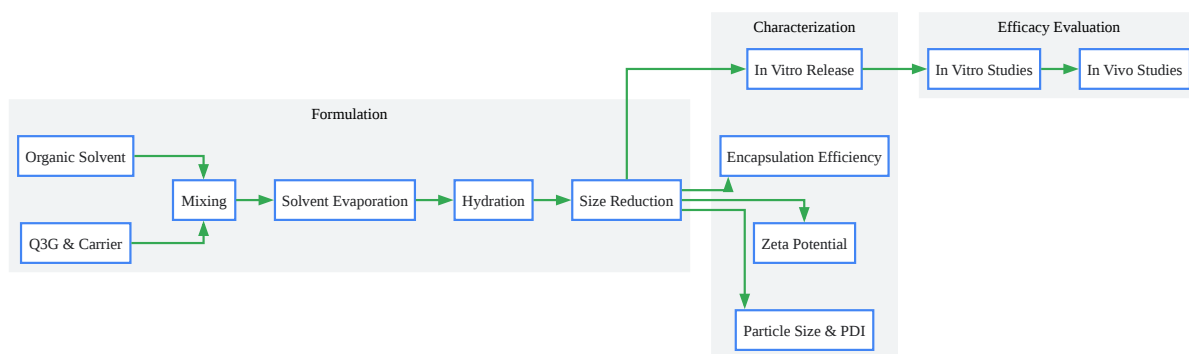 Formulation
Organic Solvent
Q3G & Carrier
Mixing
Solvent Evaporation
Hydration
Size Reduction
Characterization
In Vitro Release
Encapsulation Efficiency
Zeta Potential
Particle Size & PDI
Efficacy Evaluation
In Vitro Studies
In Vivo Studies